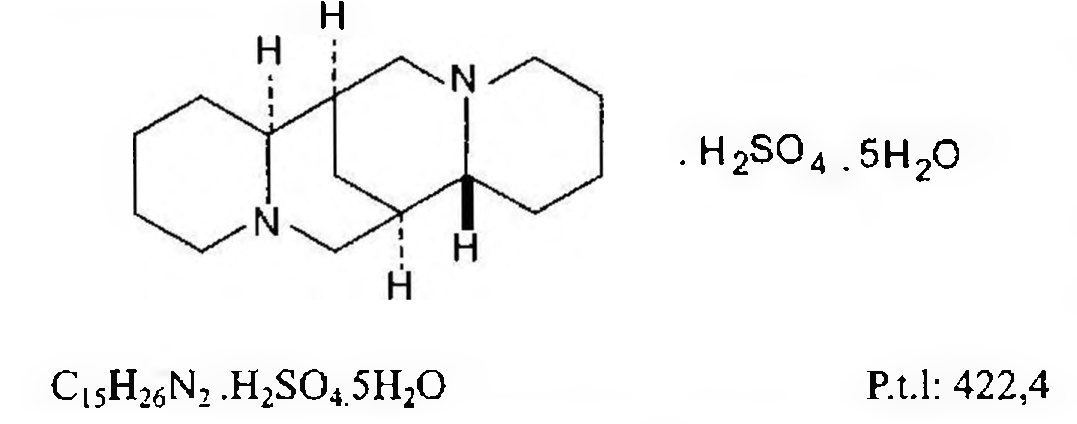 H
H
N
. H₂SO₄ . 5H₂O
N
H
H
C₁₅H₂₆N₂ .H₂SO₄.5H₂O P.t.l: 422,4